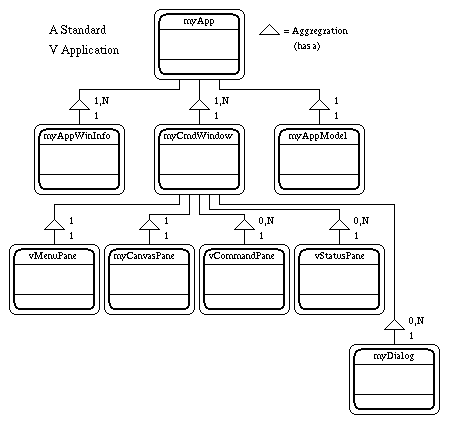 A Standard
V Application
myApp
= Aggregration
(has a)
1,N
1
1,N
1
1
1
myAppWinInfo
myCmdWindow
myAppModel
1
1
1
1
0,N
1
0,N
1
vMenuPane
myCanvasPane
vCommandPane
vStatusPane
0,N
1
myDialog